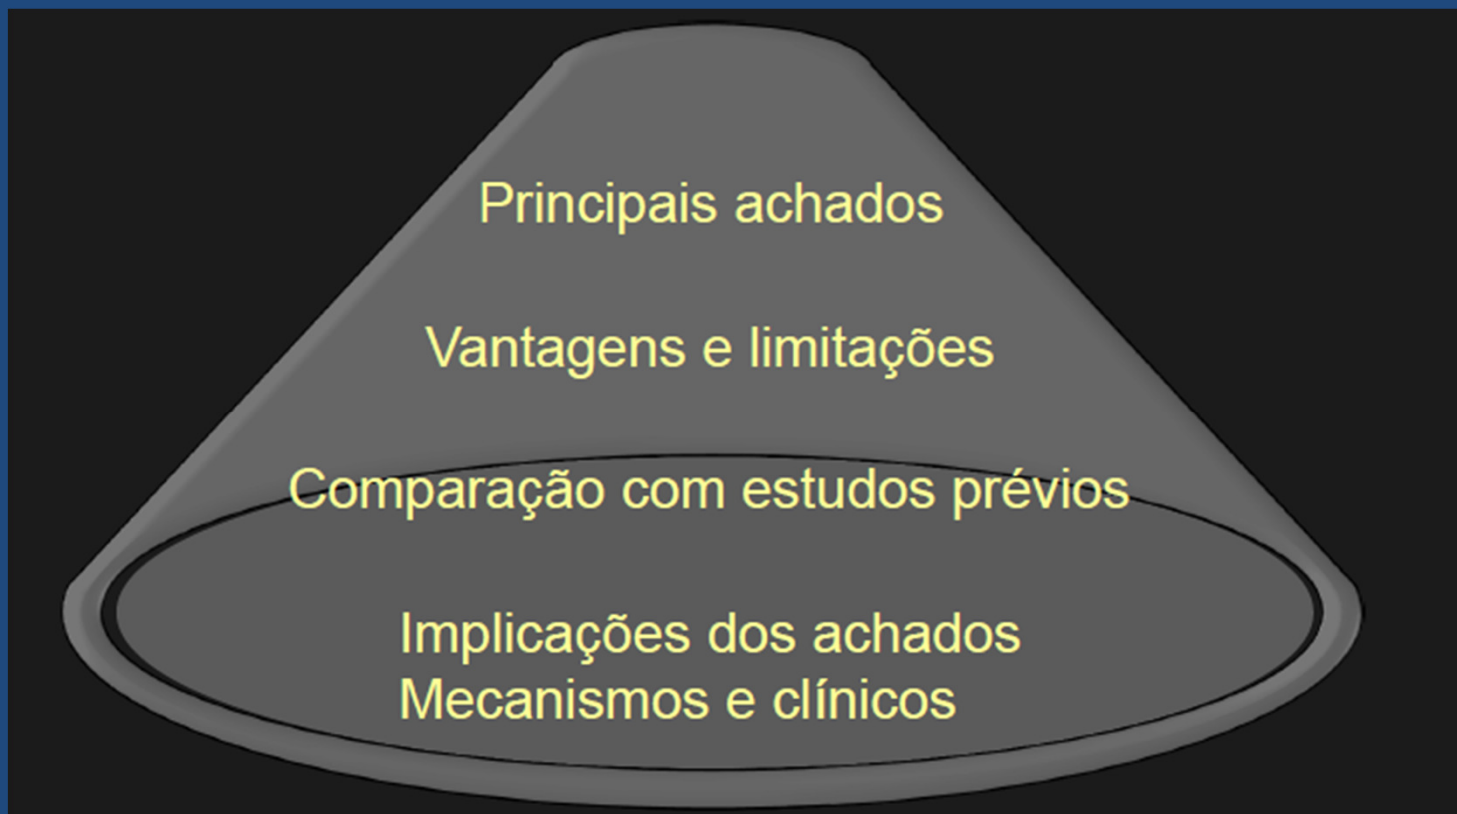 Principais achados
Vantagens e limitações
Comparação com estudos prévios
Implicações dos achados
Mecanismos e clínicos